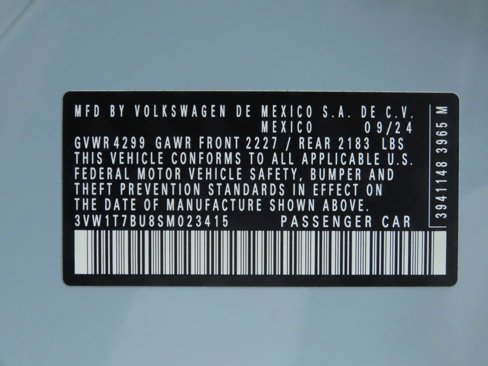 MFD BY VOLKSWAGEN DE MEXICO S.A. DE C.V.
MEXICO 09/24
GVWR 4299 GAWR FRONT 2227 / REAR 2183 LBS
THIS VEHICLE CONFORMS TO ALL APPLICABLE U.S.
FEDERAL MOTOR VEHICLE SAFETY, BUMPER AND
THEFT PREVENTION STANDARDS IN EFFECT ON
THE DATE OF MANUFACTURE SHOWN ABOVE.
3VW1T7BU8SM023415 PASSENGER CAR
3941148 3965 M